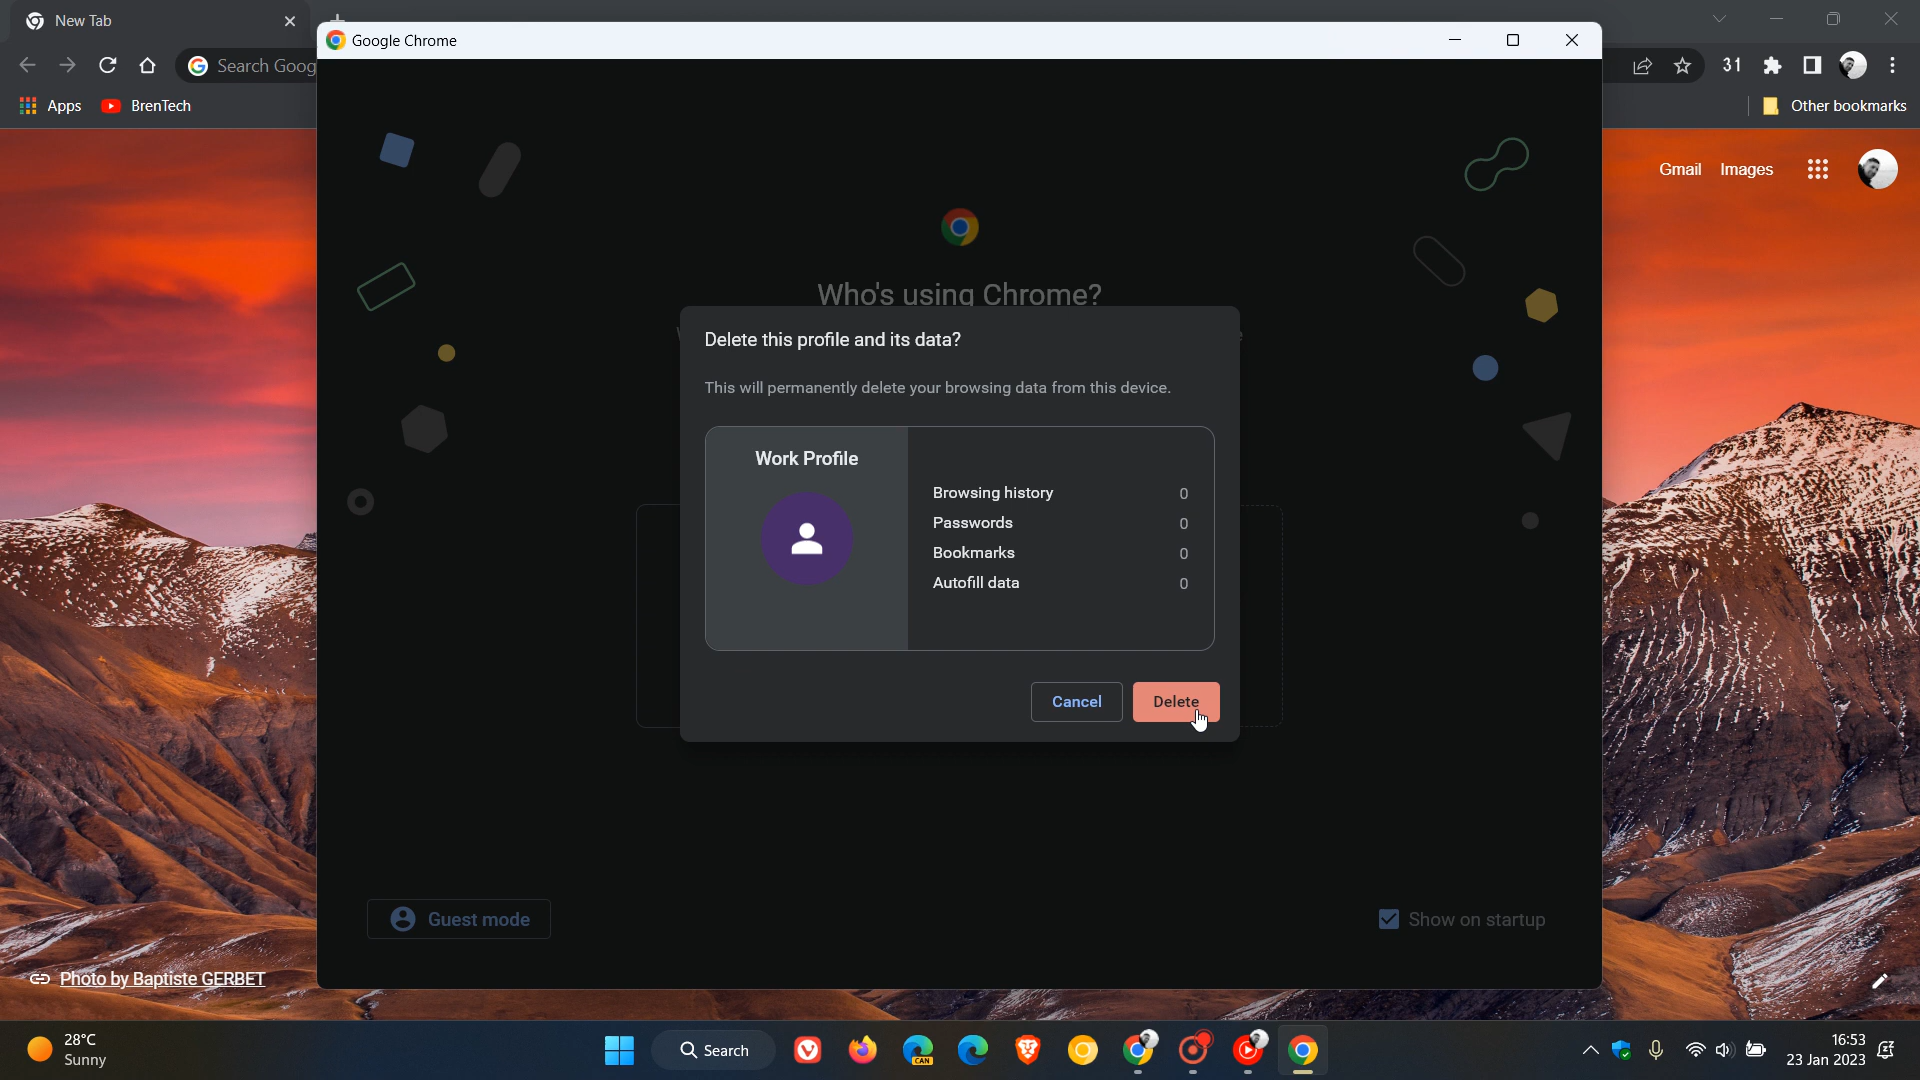 New Tab
Google Chrome
Search Goog
31
Apps
BrenTech
Other bookmarks
Gmail
Images
Who's using Chrome?
Delete this profile and its data?
This will permanently delete your browsing data from this device.
Work Profile
Browsing history 0
Passwords 0
Bookmarks 0
Autofill data 0
Cancel
Delete
Guest mode
Show on startup
Photo by Baptiste GERBET
28°C
Sunny
Search
CAN
16:53
23 Jan 2023